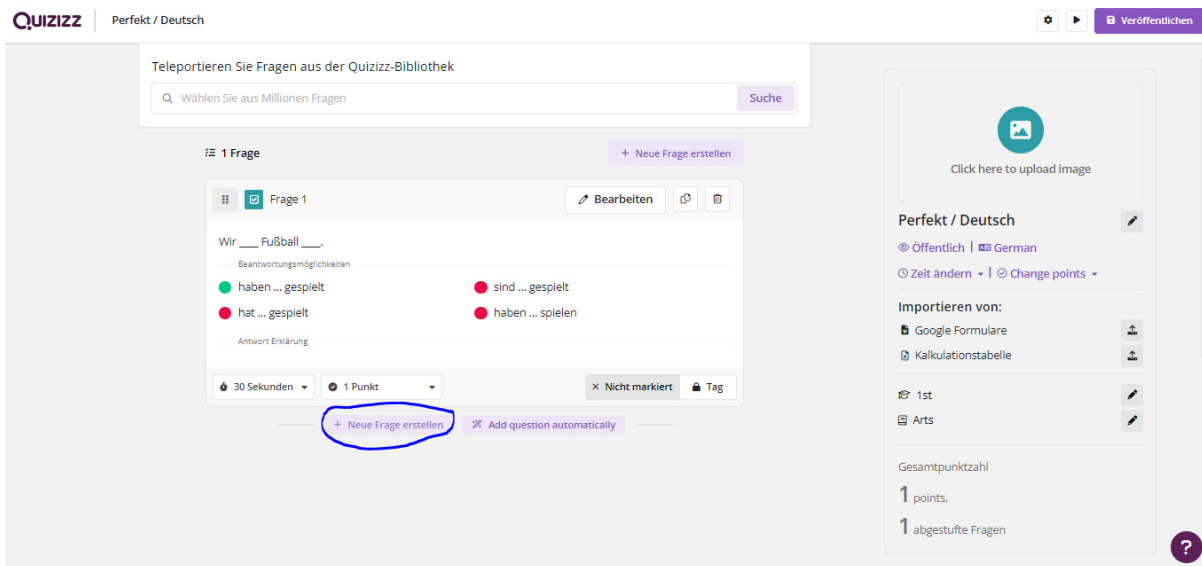 QUIZIZZ
Perfekt / Deutsch
Veröffentlichen
Teleportieren Sie Fragen aus der Quizizz-Bibliothek
Wählen Sie aus Millionen Fragen
Suche
1 Frage
+ Neue Frage erstellen
Frage 1
Bearbeiten
Wir ___ Fußball ___.
Beantwortungsmöglichkeiten
haben ... gespielt
sind ... gespielt
hat ... gespielt
haben ... spielen
Antwort Erklärung
30 Sekunden
1 Punkt
× Nicht markiert
Tag
+ Neue Frage erstellen
Add question automatically
Click here to upload image
Perfekt / Deutsch
Öffentlich | German
Zeit ändern | Change points
Importieren von:
Google Formulare
Kalkulationstabelle
1st
Arts
Gesamtpunktzahl
1 points,
1 abgestufte Fragen
?